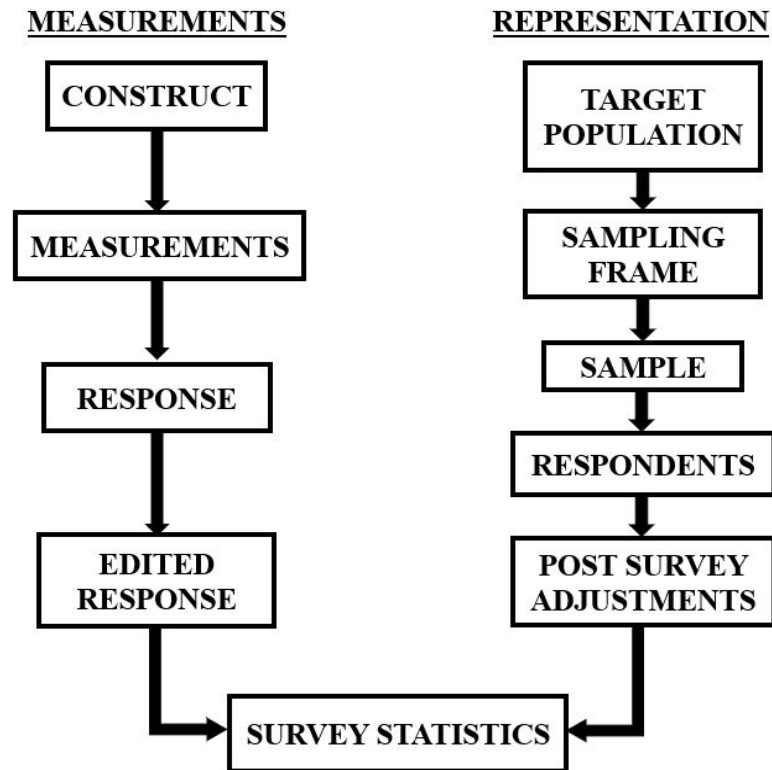 MEASUREMENTS
CONSTRUCT
MEASUREMENTS
RESPONSE
EDITED
RESPONSE
REPRESENTATION
TARGET
POPULATION
SAMPLING
FRAME
SAMPLE
RESPONDENTS
POST SURVEY
ADJUSTMENTS
SURVEY STATISTICS